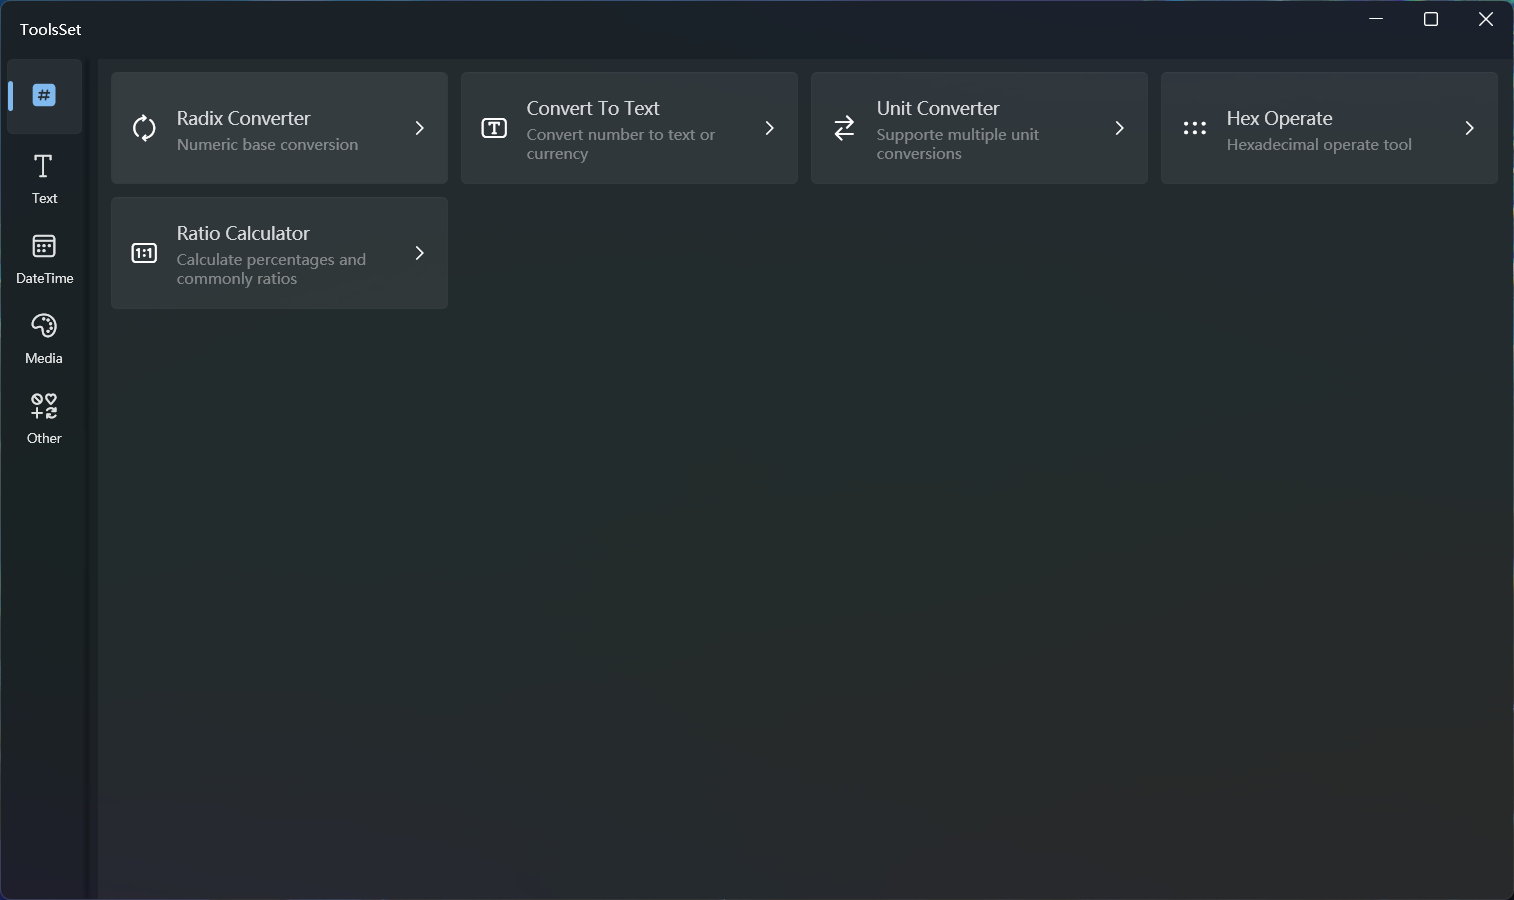 ToolsSet
#
Text
DateTime
Media
Other
Radix Converter
Numeric base conversion
T
Convert To Text
Convert number to text or
currency
Unit Converter
Supporte multiple unit
conversions
Hex Operate
Hexadecimal operate tool
1:1
Ratio Calculator
Calculate percentages and
commonly ratios